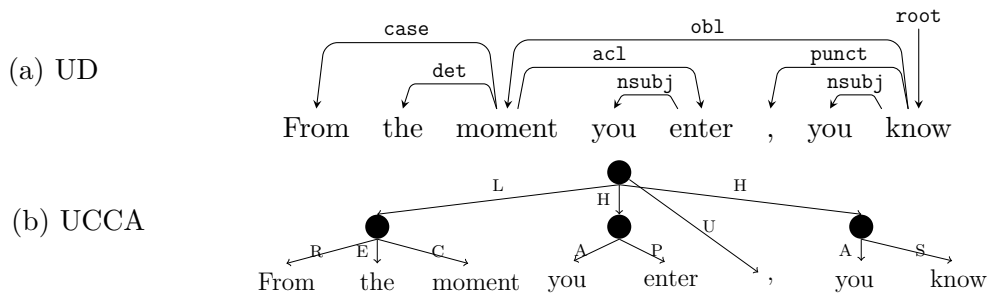 root
case obl
(a) UD det acl punct
nsubj nsubj
From the moment you enter , you know
L H H
(b) UCCA U
R E C A P A S
From the moment you enter , you know